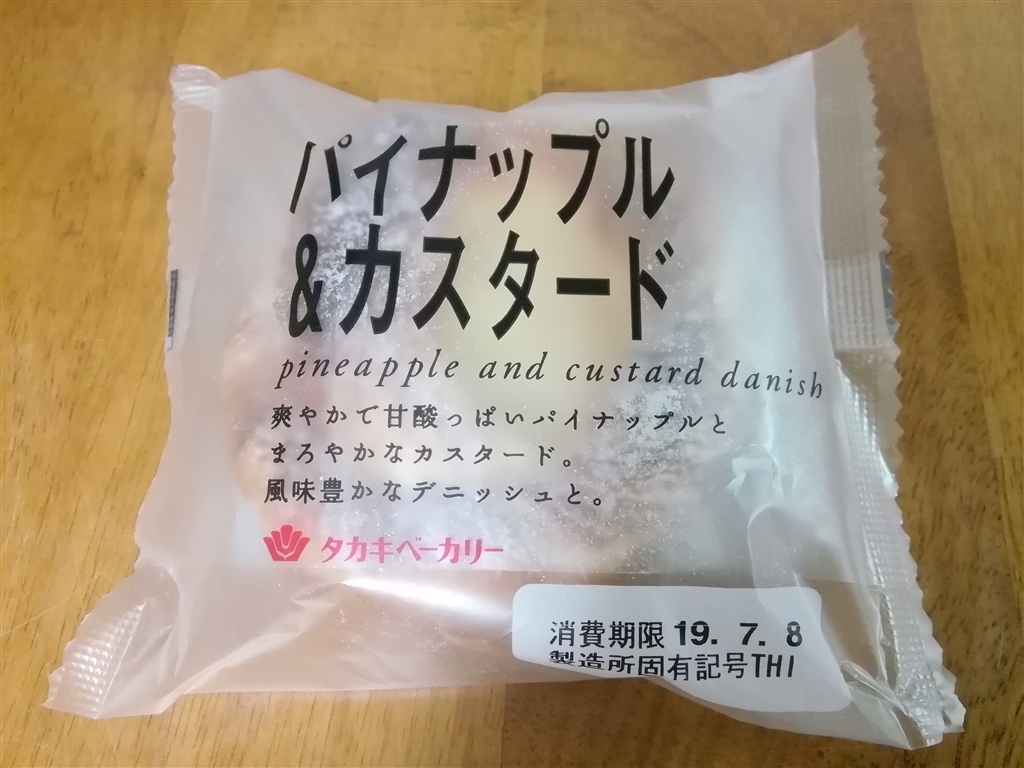 パイナップル
&カスタード
pineapple and custard danish
爽やかで甘酸っぱいパイナップルと
まろやかなカスタード。
風味豊かなデニッシュと。
タカキベーカリー
消費期限 19. 7. 8
製造所固有記号TH1